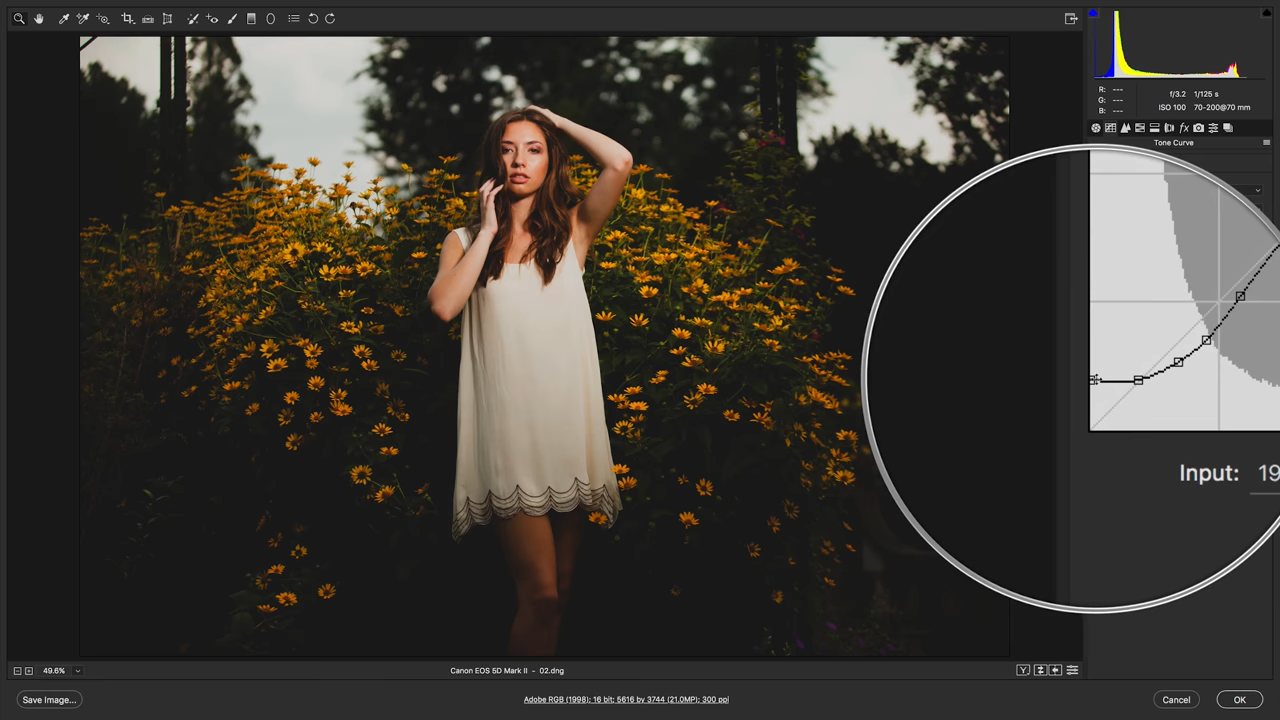 R: ---
G: ---
B: ---
f/3.2 1/125 s
ISO 100 70-200@70 mm
fx
Tone Curve
Input: 19
49.6%
Canon EOS 5D Mark II - 02.dng
Y
Save Image...
Adobe RGB (1998); 16 bit; 5616 by 3744 (21.0MP); 300 ppi
Cancel
OK